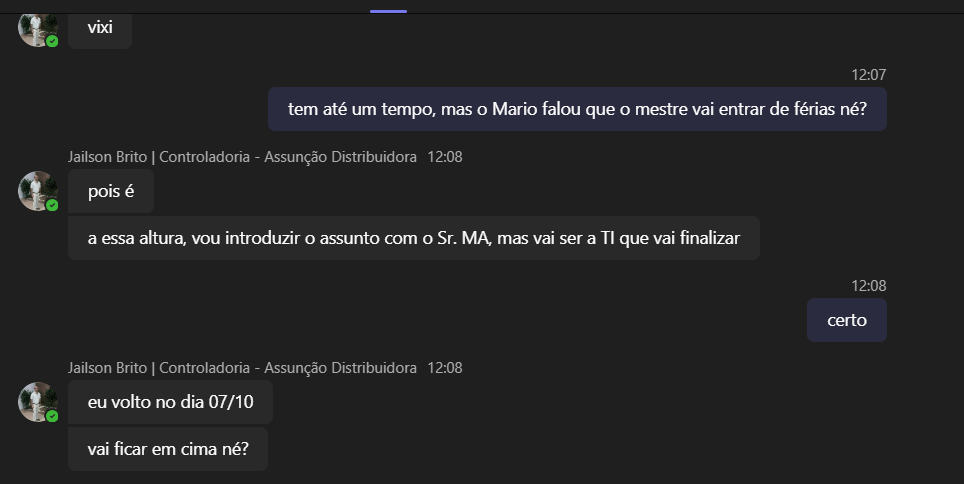 vixi
12:07
tem até um tempo, mas o Mario falou que o mestre vai entrar de férias né?
Jailson Brito | Controladoria - Assunção Distribuidora 12:08
pois é
a essa altura, vou introduzir o assunto com o Sr. MA, mas vai ser a TI que vai finalizar
12:08
certo
Jailson Brito | Controladoria - Assunção Distribuidora 12:08
eu volto no dia 07/10
vai ficar em cima né?